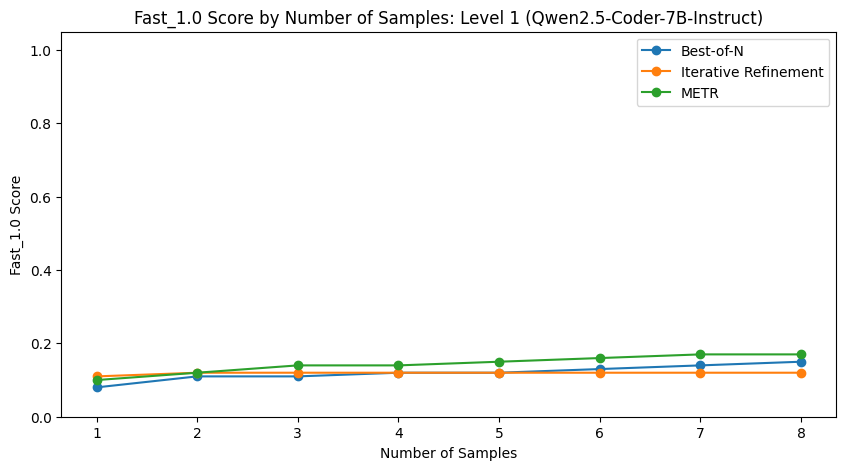 Fast_1.0 Score by Number of Samples: Level 1 (Qwen2.5-Coder-7B-Instruct)
Best-of-N
Iterative Refinement
METR
1.0
0.8
0.6
0.4
0.2
0.0
Fast_1.0 Score
1 2 3 4 5 6 7 8
Number of Samples